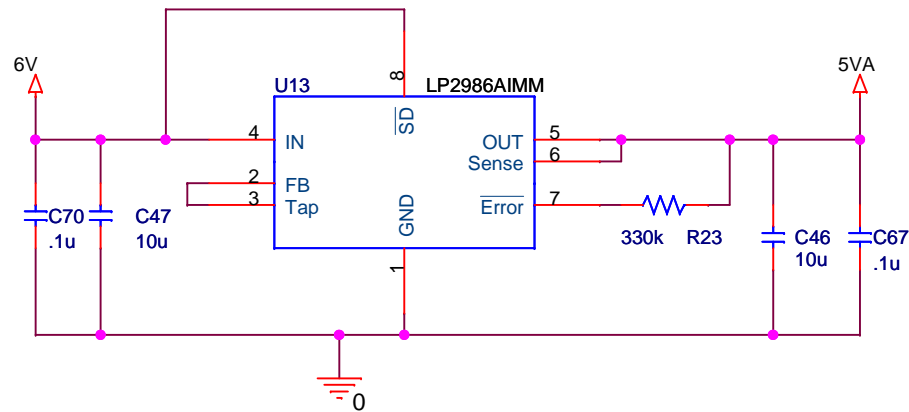 6V
5VA
U13
8
LP2986AIMM
SD
4
IN
OUT
5
Sense
6
2
FB
3
Tap
Error
7
GND
1
330k
R23
C70
.1u
C47
10u
C46
10u
C67
.1u
0